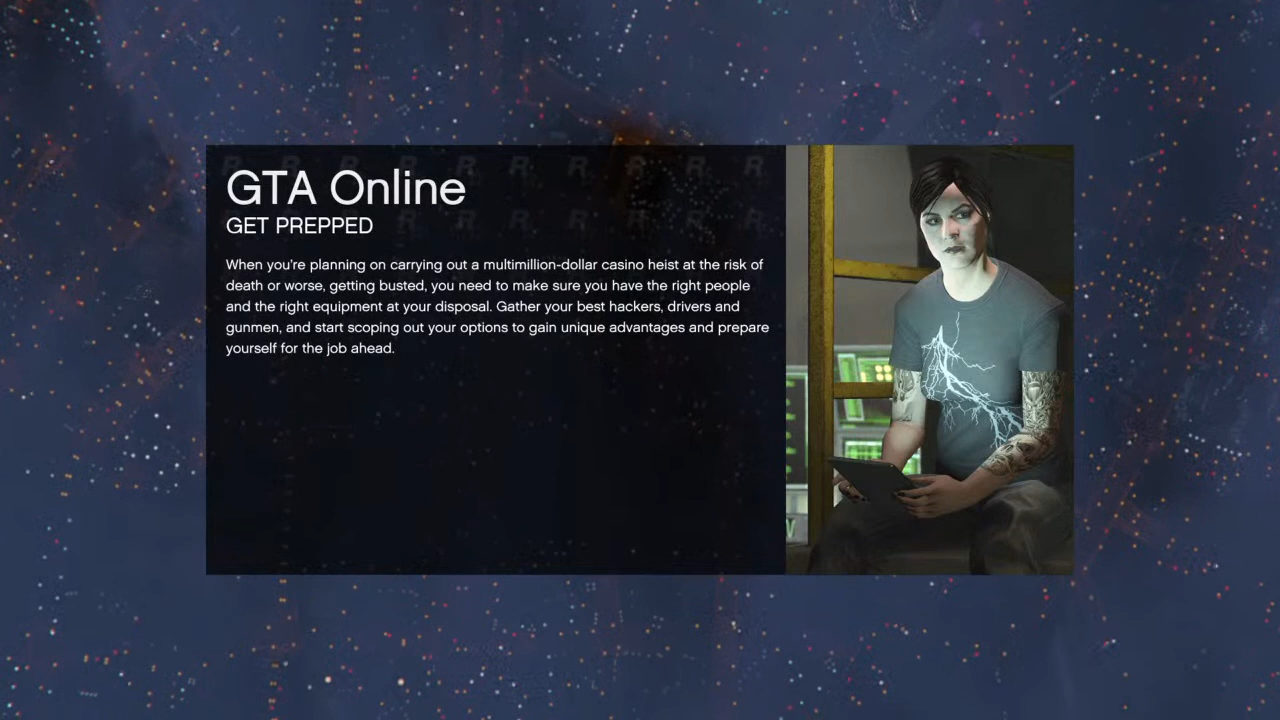 GTA Online
GET PREPPED
When you're planning on carrying out a multimillion-dollar casino heist at the risk of
death or worse, getting busted, you need to make sure you have the right people
and the right equipment at your disposal. Gather your best hackers, drivers and
gunmen, and start scoping out your options to gain unique advantages and prepare
yourself for the job ahead.